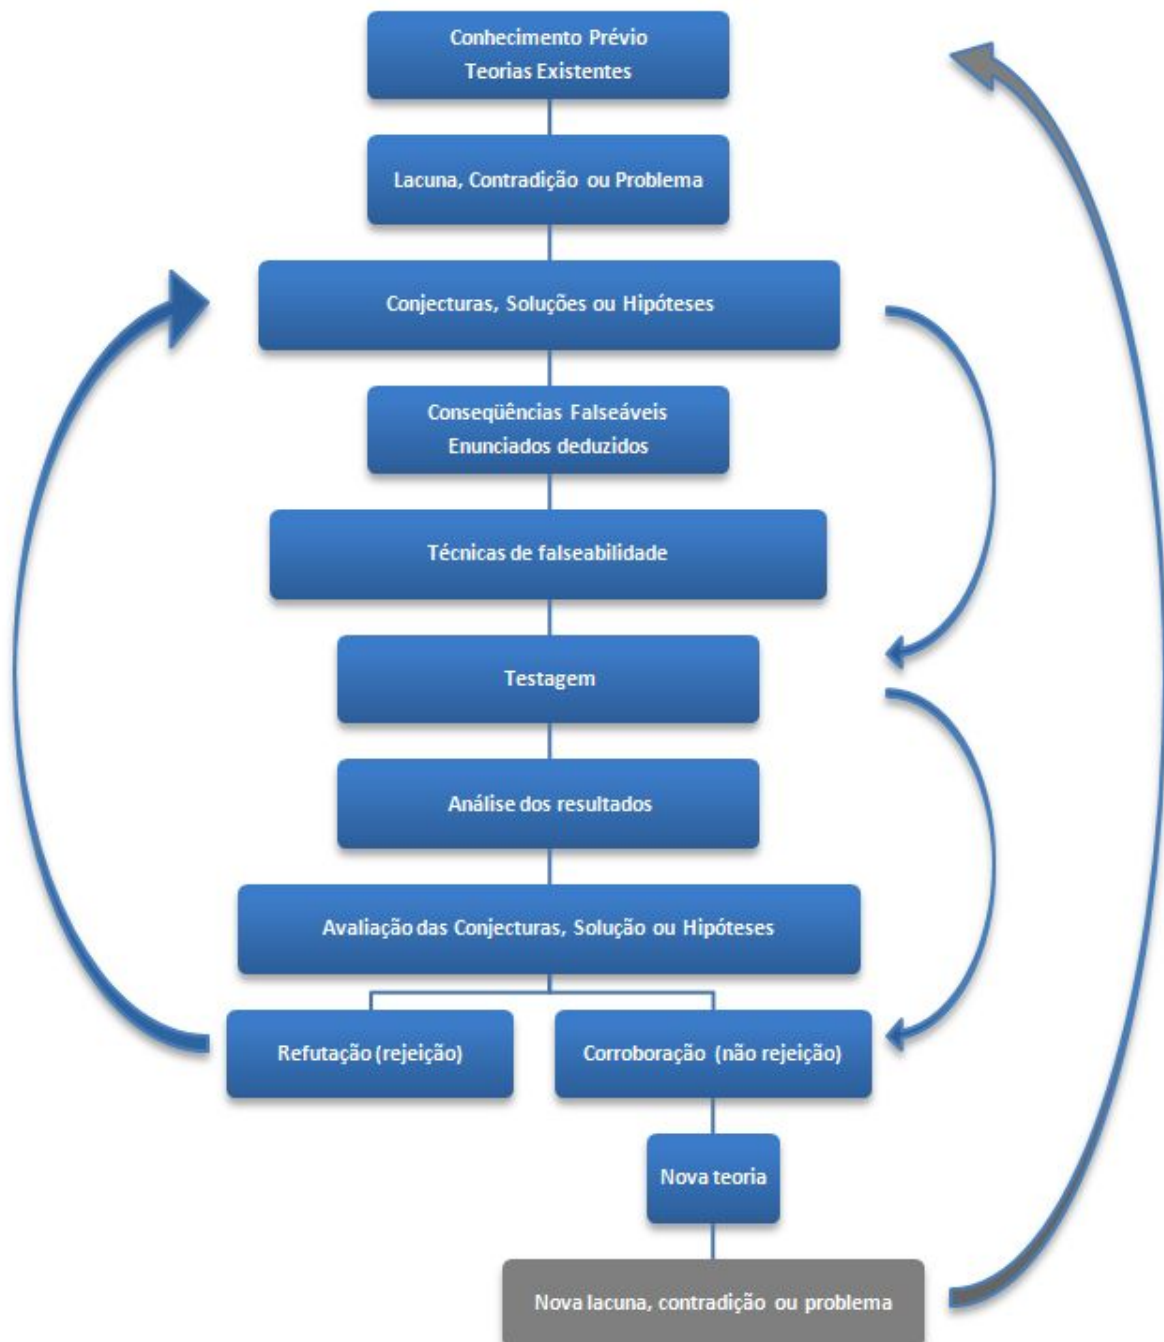 Conhecimento Prévio
Teorias Existentes
Lacuna, Contradição ou Problema
Conjecturas, Soluções ou Hipóteses
Conseqüências Falseáveis
Enunciados deduzidos
Técnicas de falseabilidade
Testagem
Análise dos resultados
Avaliação das Conjecturas, Solução ou Hipóteses
Refutação (rejeição)
Corroboração (não rejeição)
Nova teoria
Nova lacuna, contradição ou problema